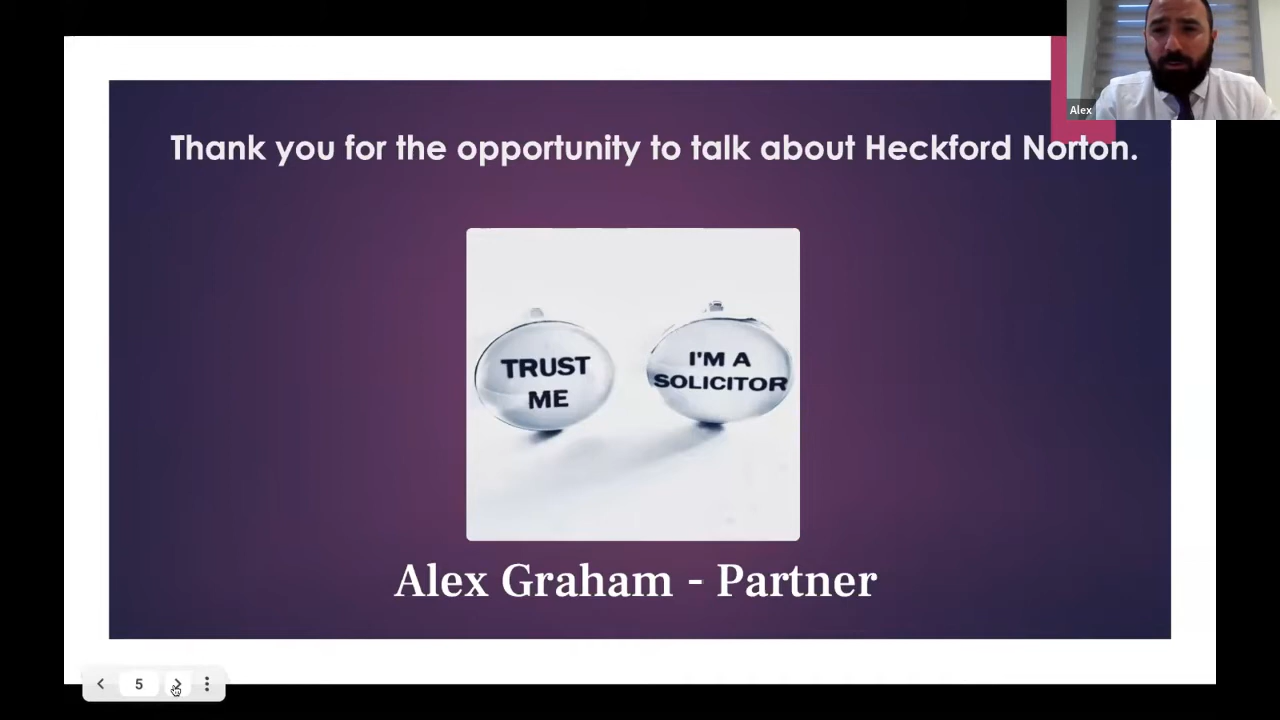 Alex
Thank you for the opportunity to talk about Heckford Norton.
TRUST
ME
I'M A
SOLICITOR
Alex Graham - Partner
5